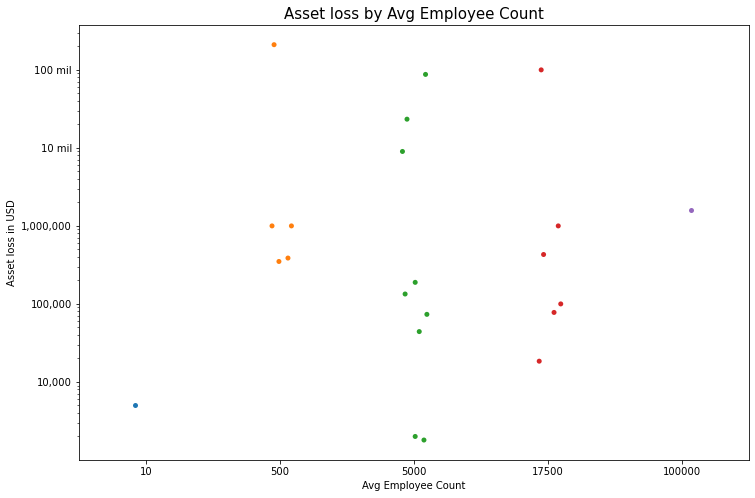 Asset loss by Avg Employee Count
Asset loss in USD
100 mil
10 mil
1,000,000
100,000
10,000
10
500
5000
17500
100000
Avg Employee Count